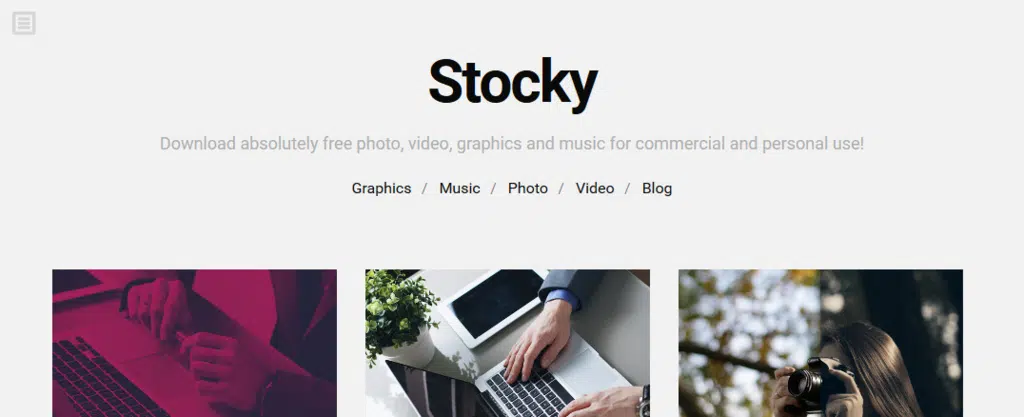 Stocky
Download absolutely free photo, video, graphics and music for commercial and personal use!
Graphics / Music / Photo / Video / Blog